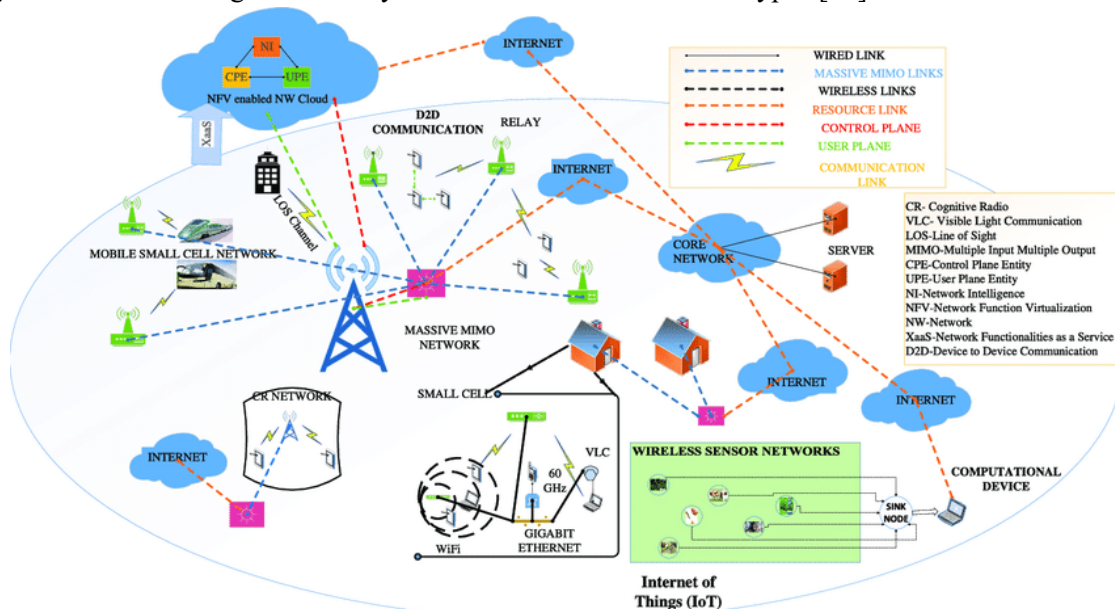 INTERNET
NI
CPE
UPE
NFV enabled NW Cloud
XaaS
D2D
COMMUNICATION
RELAY
LOS Channel
INTERNET
MOBILE SMALL CELL NETWORK
CORE
NETWORK
SERVER
MASSIVE MIMO
NETWORK
WIRED LINK
MASSIVE MIMO LINKS
WIRELESS LINKS
RESOURCE LINK
CONTROL PLANE
USER PLANE
COMMUNICATION
LINK
CR- Cognitive Radio
VLC- Visible Light Communication
LOS-Line of Sight
MIMO-Multiple Input Multiple Output
CPE-Control Plane Entity
UPE-User Plane Entity
NI-Network Intelligence
NFV-Network Function Virtualization
NW-Network
XaaS-Network Functionalities as a Service
D2D-Device to Device Communication
SMALL CELL
INTERNET
INTERNET
CR NETWORK
INTERNET
VLC
60
GHz
WiFi
GIGABIT
ETHERNET
WIRELESS SENSOR NETWORKS
SINK
NODE
COMPUTATIONAL
DEVICE
Internet of
Things (IoT)